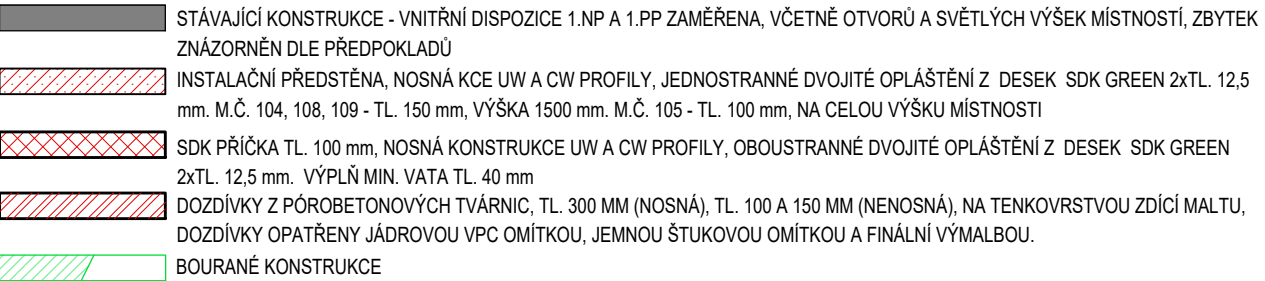 STÁVAJÍCÍ KONSTRUKCE - VNITŘNÍ DISPOZICE 1.NP A 1.PP ZAMĚŘENA, VČETNĚ OTVORŮ A SVĚTLÝCH VÝŠEK MÍSTNOSTÍ, ZBYTEK
ZNÁZORNĚN DLE PŘEDPOKLADŮ
INSTALAČNÍ PŘEDSTĚNA, NOSNÁ KCE UW A CW PROFILY, JEDNOSTRANNÉ DVOJITÉ OPLÁŠTĚNÍ Z DESEK SDK GREEN 2xTL. 12,5
mm. M.Č. 104, 108, 109 - TL. 150 mm, VÝŠKA 1500 mm. M.Č. 105 - TL. 100 mm, NA CELOU VÝŠKU MÍSTNOSTI
SDK PŘÍČKA TL. 100 mm, NOSNÁ KONSTRUKCE UW A CW PROFILY, OBOUSTRANNÉ DVOJITÉ OPLÁŠTĚNÍ Z DESEK SDK GREEN
2xTL. 12,5 mm. VÝPLŇ MIN. VATA TL. 40 mm
DOZDÍVKY Z PÓROBETONOVÝCH TVÁRNIC, TL. 300 MM (NOSNÁ), TL. 100 A 150 MM (NENOSNÁ), NA TENKOVRSTVOU ZDÍCÍ MALTU,
DOZDÍVKY OPATŘENY JÁDROVOU VPC OMÍTKOU, JEMNOU ŠTUKOVOU OMÍTKOU A FINÁLNÍ VÝMALBOU.
BOURANÉ KONSTRUKCE